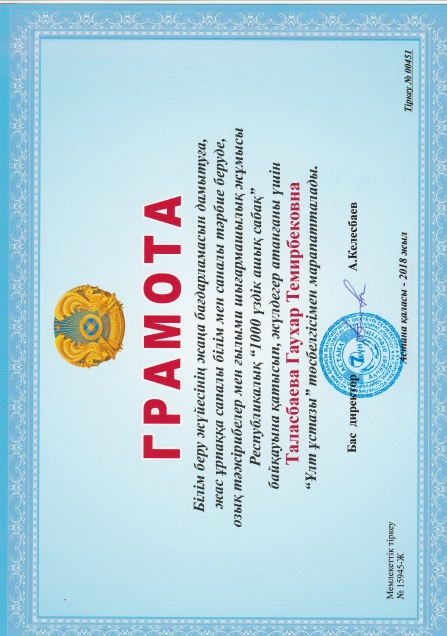 ГРАМОТА
Білім беру жүйесінің жаңа бағдарламасын дамытуға,
жас ұрпаққа сапалы білім мен саналы тәрбие беруде,
озық тәжірибелер мен ғылыми шығармашылық жұмысы
Республикалық "1000 үздік ашық сабақ"
байқауына қатысып, жүлдегер атанғаны үшін
Таласбаева Гаухар Темирбековна
"Ұлт ұстазы" төсбелгісімен марапатталады.
Бас директор А.Келесбаев
Астана қаласы - 2018 жыл
Мемлекеттік тіркеу
№ 15945-Ж
Тіркеу № 00451